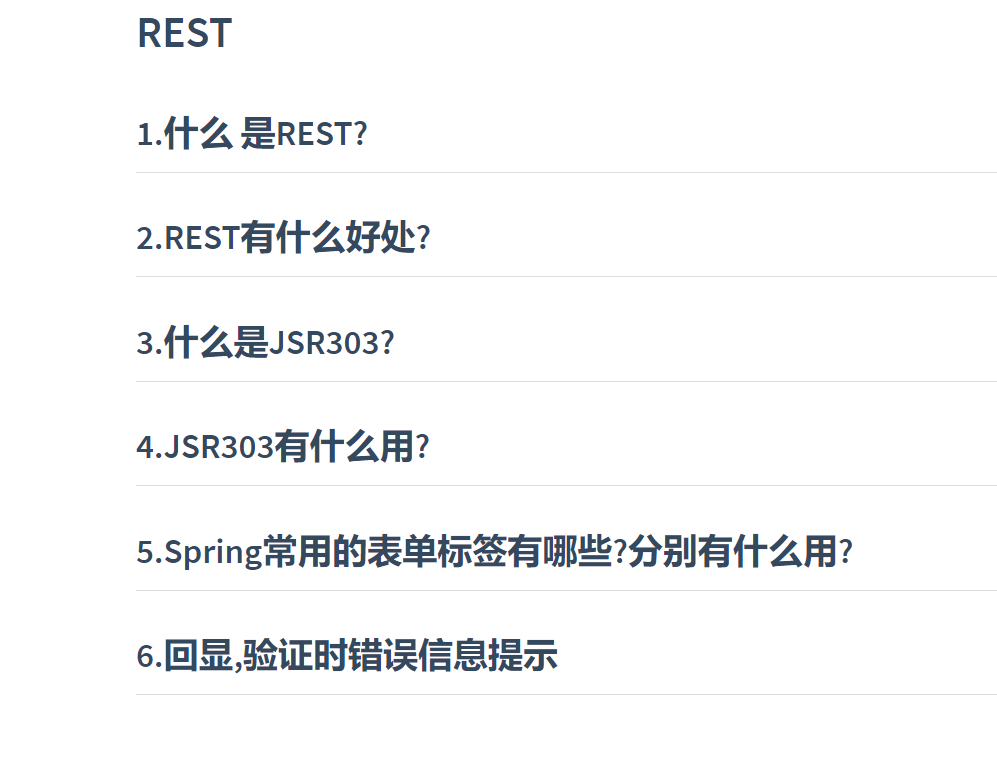 REST
1.什么 是REST?
2.REST有什么好处?
3.什么是JSR303?
4.JSR303有什么用?
5.Spring常用的表单标签有哪些?分别有什么用?
6.回显,验证时错误信息提示